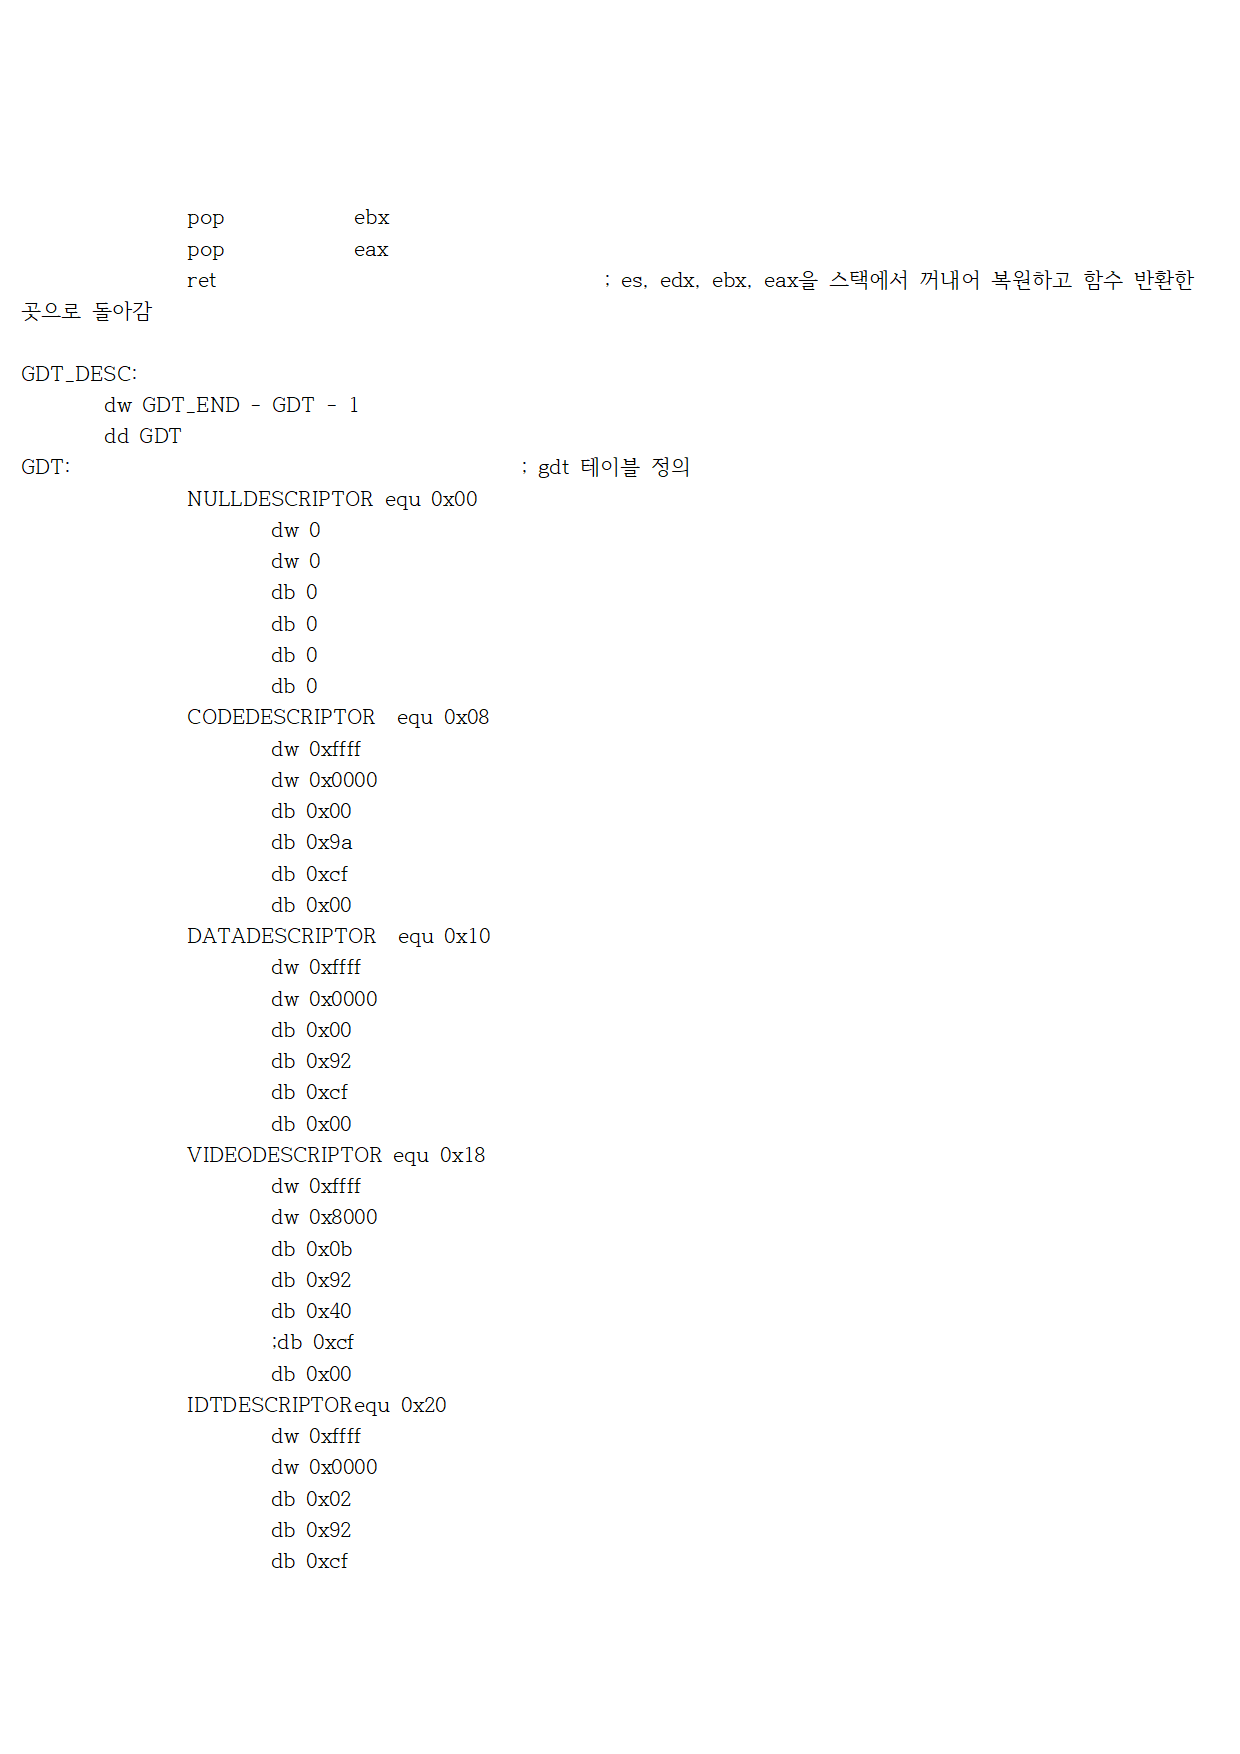 pop ebx
pop eax
ret ; es, edx, ebx, eax을 스택에서 꺼내어 복원하고 함수 반환한
곳으로 돌아감
GDT_DESC:
dw GDT_END - GDT - 1
dd GDT
GDT: ; gdt 테이블 정의
NULLDESCRIPTOR equ 0x00
dw 0
dw 0
db 0
db 0
db 0
db 0
CODEDESCRIPTOR equ 0x08
dw 0xffff
dw 0x0000
db 0x00
db 0x9a
db 0xcf
db 0x00
DATADESCRIPTOR equ 0x10
dw 0xffff
dw 0x0000
db 0x00
db 0x92
db 0xcf
db 0x00
VIDEODESCRIPTOR equ 0x18
dw 0xffff
dw 0x8000
db 0x0b
db 0x92
db 0x40
;db 0xcf
db 0x00
IDTDESCRIPTORequ 0x20
dw 0xffff
dw 0x0000
db 0x02
db 0x92
db 0xcf